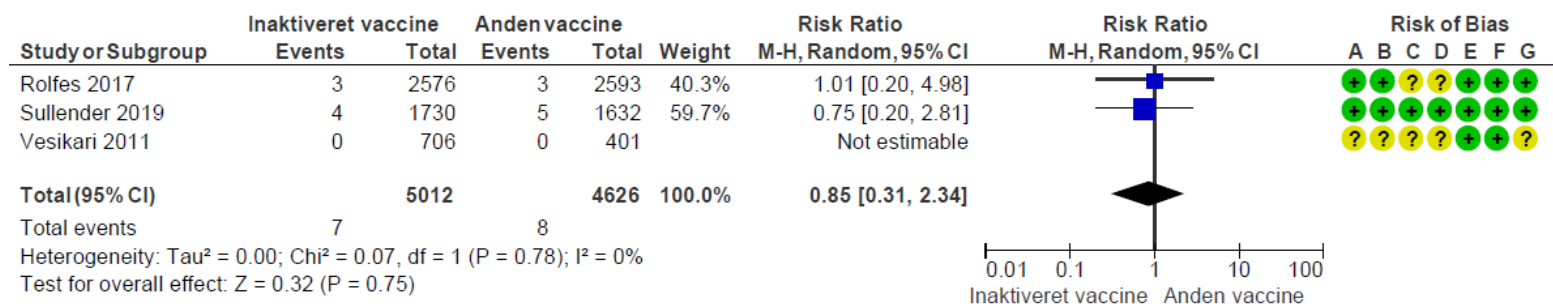 Inaktiveret vaccine Anden vaccine Risk Ratio Risk Ratio Risk of Bias
Study or Subgroup Events Total Events Total Weight M-H, Random, 95% CI M-H, Random, 95% CI A B C D E F G
Rolfes 2017 3 2576 3 2593 40.3% 1.01 [0.20, 4.98] + + ? ? + + +
Sullender 2019 4 1730 5 1632 59.7% 0.75 [0.20, 2.81] + + + + + + +
Vesikari 2011 0 706 0 401 Not estimable ? ? ? ? + + ?
Total (95% CI) 5012 4626 100.0% 0.85 [0.31, 2.34]
Total events 7 8
Heterogeneity: Tau² = 0.00; Chi² = 0.07, df = 1 (P = 0.78); I² = 0%
Test for overall effect: Z = 0.32 (P = 0.75)
0.01 0.1 1 10 100
Inaktiveret vaccine Anden vaccine